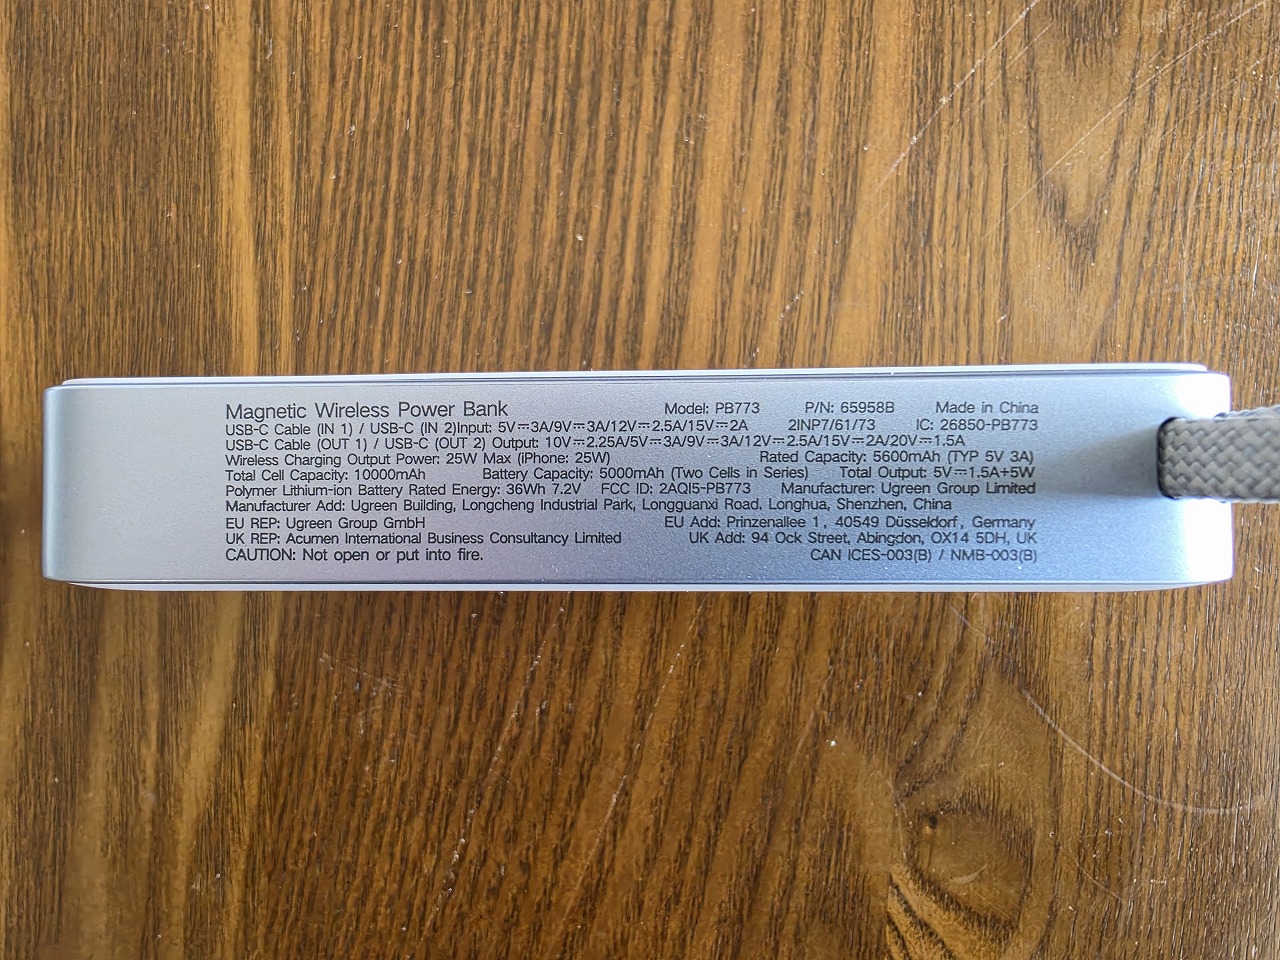 Magnetic Wireless Power Bank Model: PB773 P/N: 65958B Made in China
USB-C Cable (IN 1) / USB-C (IN 2)Input: 5V⎓3A/9V⎓3A/12V⎓2.5A/15V⎓2A 2INP7/61/73 IC: 26850-PB773
USB-C Cable (OUT 1) / USB-C (OUT 2) Output: 10V⎓2.25A/5V⎓3A/9V⎓3A/12V⎓2.5A/15V⎓2A/20V⎓1.5A
Wireless Charging Output Power: 25W Max (iPhone: 25W) Rated Capacity: 5600mAh (TYP 5V 3A)
Total Cell Capacity: 10000mAh Battery Capacity: 5000mAh (Two Cells in Series) Total Output: 5V⎓1.5A+5W
Polymer Lithium-ion Battery Rated Energy: 36Wh 7.2V FCC ID: 2AQI5-PB773 Manufacturer: Ugreen Group Limited
Manufacturer Add: Ugreen Building, Longcheng Industrial Park, Longguanxi Road, Longhua, Shenzhen, China
EU REP: Ugreen Group GmbH EU Add: Prinzenallee 1, 40549 Düsseldorf, Germany
UK REP: Acumen International Business Consultancy Limited UK Add: 94 Ock Street, Abingdon, OX14 5DH, UK
CAUTION: Not open or put into fire. CAN ICES-003(B) / NMB-003(B)